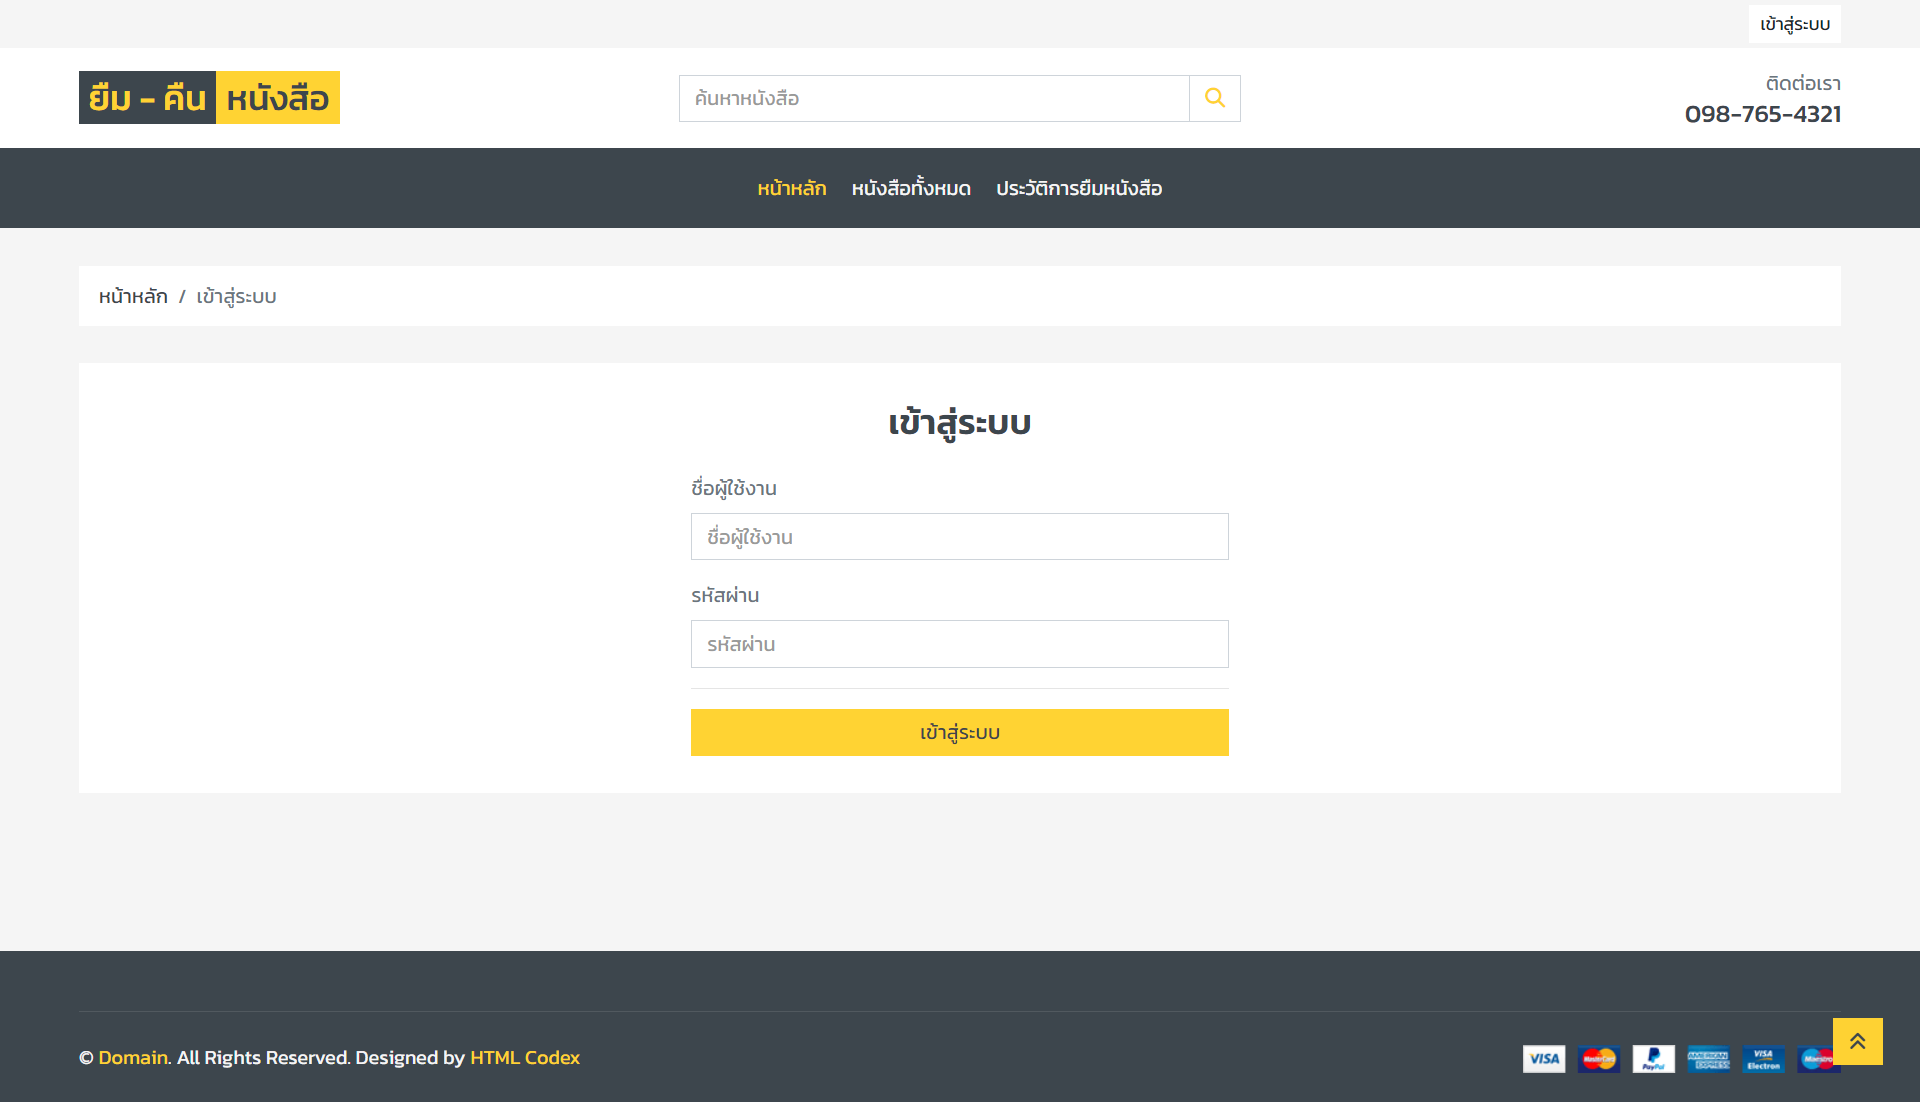 เข้าสู่ระบบ
ยืม - คืน หนังสือ
ค้นหาหนังสือ
ติดต่อเรา
098-765-4321
หน้าหลัก หนังสือทั้งหมด ประวัติการยืมหนังสือ
หน้าหลัก / เข้าสู่ระบบ
เข้าสู่ระบบ
ชื่อผู้ใช้งาน
ชื่อผู้ใช้งาน
รหัสผ่าน
รหัสผ่าน
เข้าสู่ระบบ
© Domain. All Rights Reserved. Designed by HTML Codex
VISA MasterCard PayPal AMERICAN EXPRESS VISA Electron Maestro